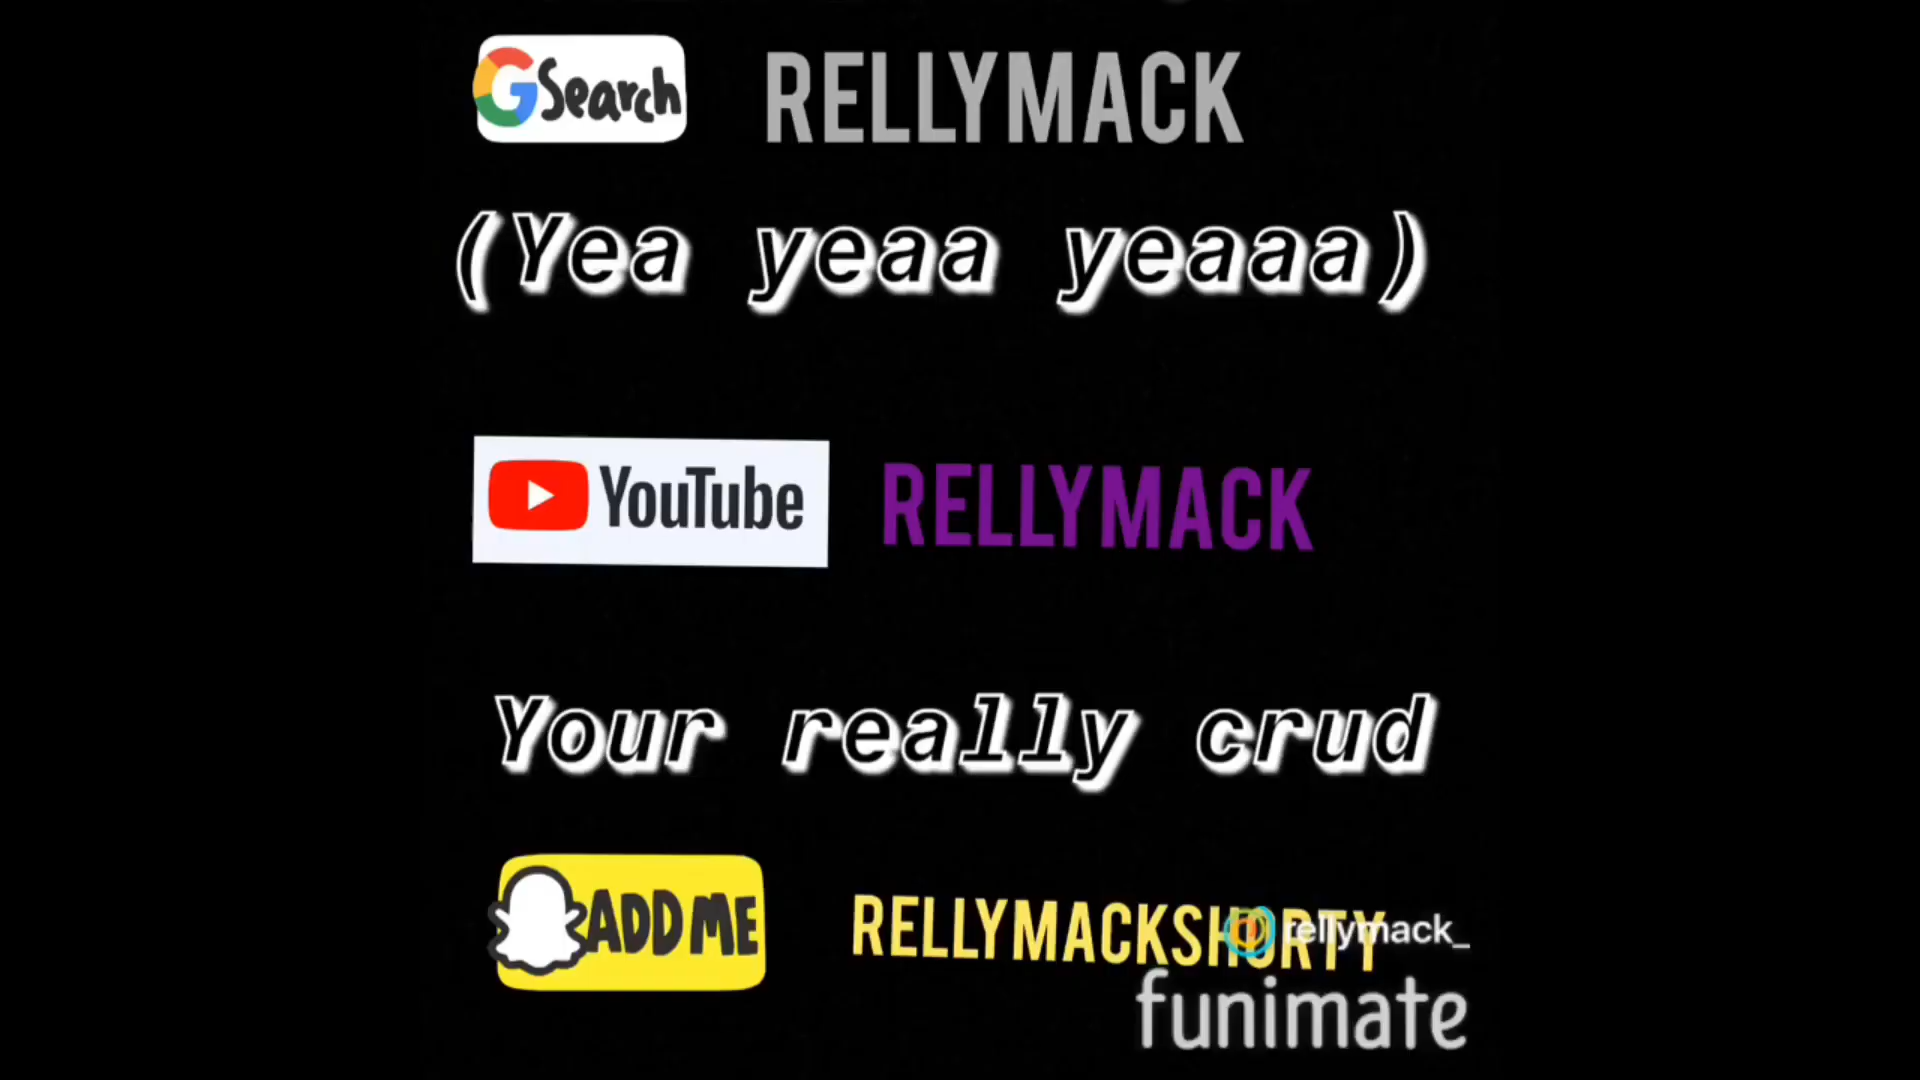 GSearch RELLYMACK
(Yea yeaa yeaaa)
YouTube RELLYMACK
Your really crud
ADD ME RELLYMACKSHORTY
rellymack_
funimate